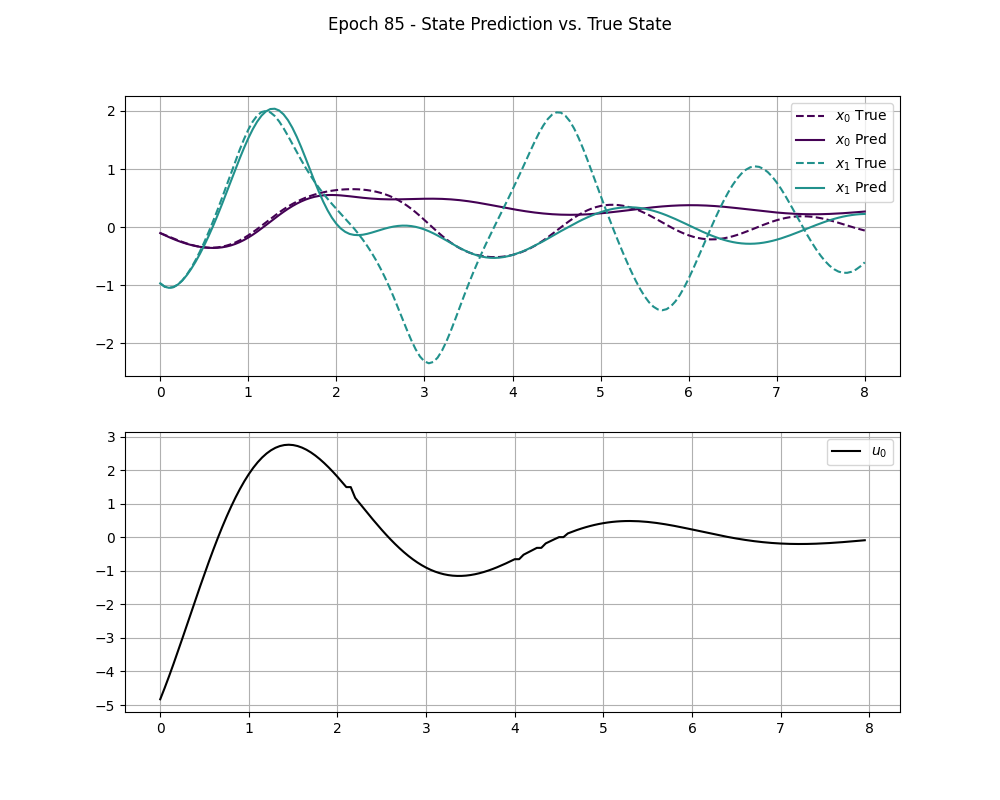 Epoch 85 - State Prediction vs. True State
2
1
0
−1
−2
x₀ True
x₀ Pred
x₁ True
x₁ Pred
0 1 2 3 4 5 6 7 8
3
2
1
0
−1
−2
−3
−4
−5
u₀
0 1 2 3 4 5 6 7 8